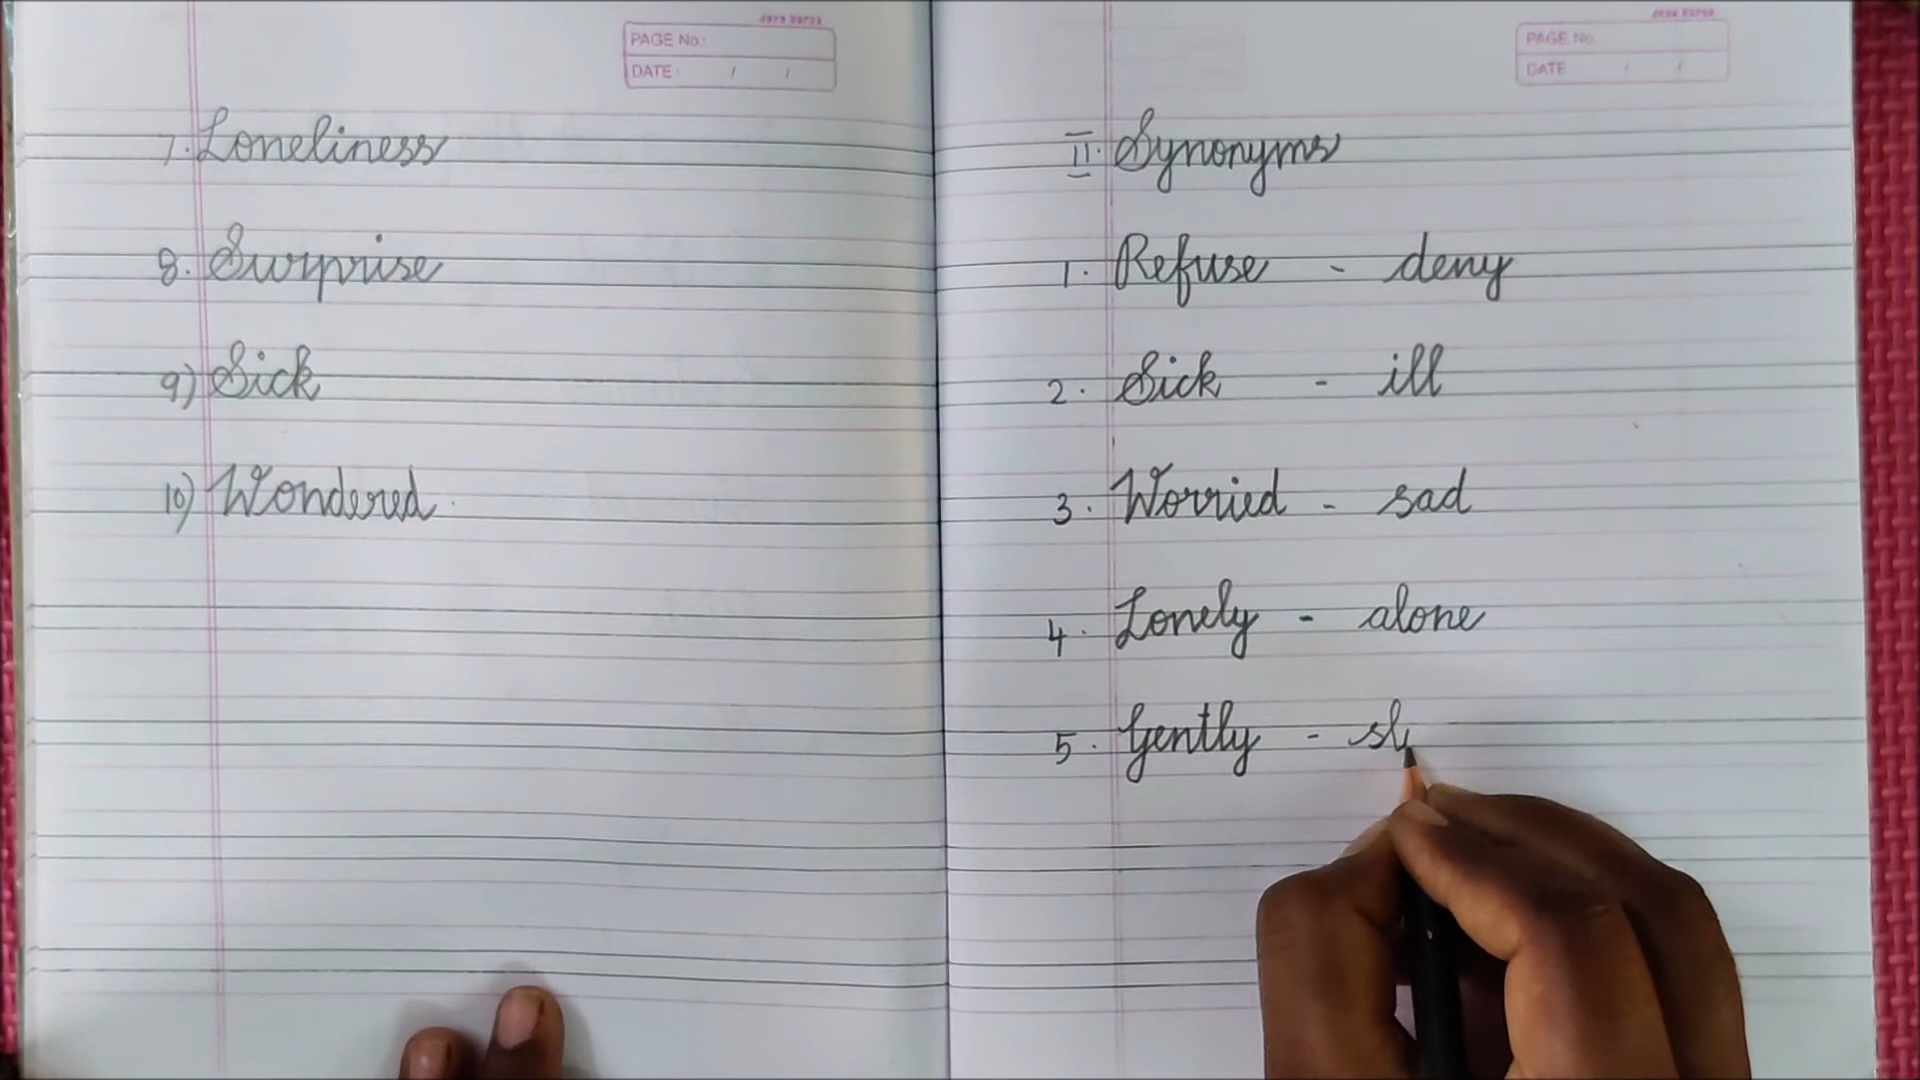 PAGE No.:
DATE: / /
7. Loneliness
8. Surprise
9) Sick
10) Wondered.
PAGE No.
DATE / /
II. Synonyms
1. Refuse - deny
2. Sick - ill
3. Worried - sad
4. Lonely - alone
5. Gently -